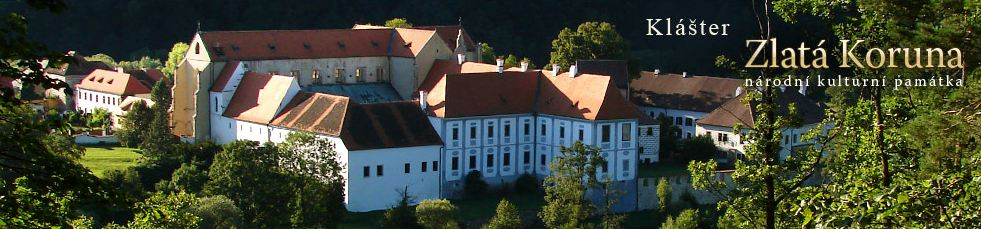 Klášter
Zlatá Koruna
národní kulturní památka